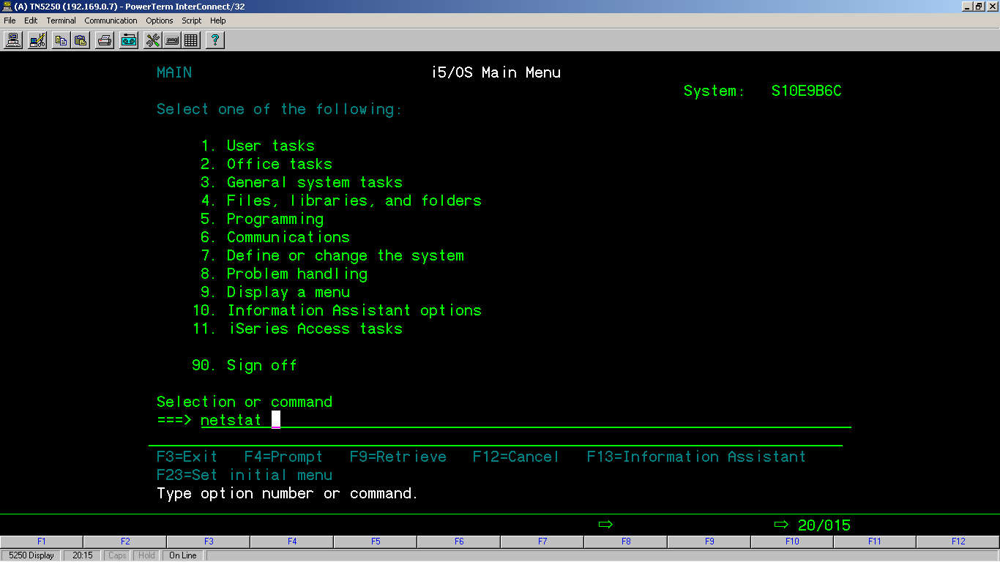 (A) TN5250 (192.169.0.7) - PowerTerm InterConnect/32
File Edit Terminal Communication Options Script Help
MAIN i5/OS Main Menu
System: S10E9B6C
Select one of the following:
1. User tasks
2. Office tasks
3. General system tasks
4. Files, libraries, and folders
5. Programming
6. Communications
7. Define or change the system
8. Problem handling
9. Display a menu
10. Information Assistant options
11. iSeries Access tasks
90. Sign off
Selection or command
===> netstat
F3=Exit F4=Prompt F9=Retrieve F12=Cancel F13=Information Assistant
F23=Set initial menu
Type option number or command.
⇨ ⇨ 20/015
F1 F2 F3 F4 F5 F6 F7 F8 F9 F10 F11 F12
5250 Display 20:15 Caps Hold On Line